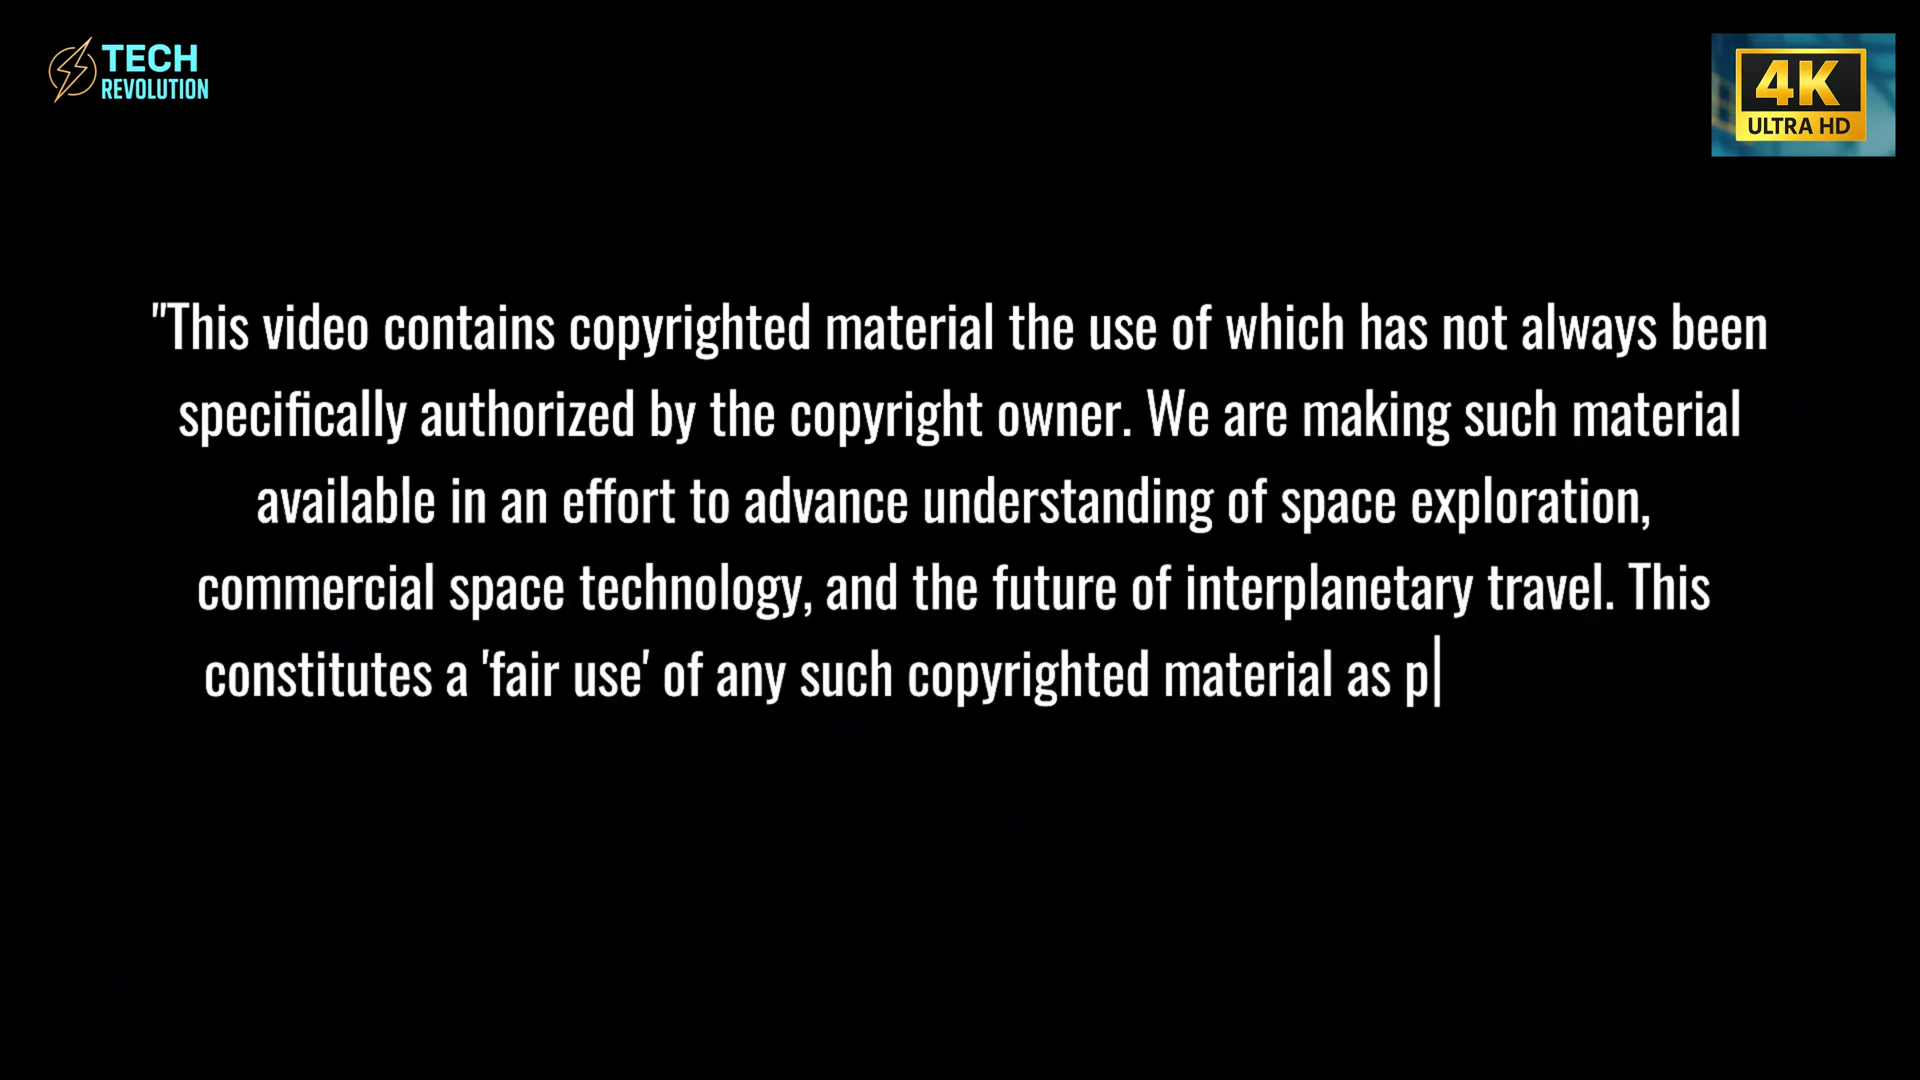 TECH
REVOLUTION
4K
ULTRA HD
"This video contains copyrighted material the use of which has not always been
specifically authorized by the copyright owner. We are making such material
available in an effort to advance understanding of space exploration,
commercial space technology, and the future of interplanetary travel. This
constitutes a 'fair use' of any such copyrighted material as p